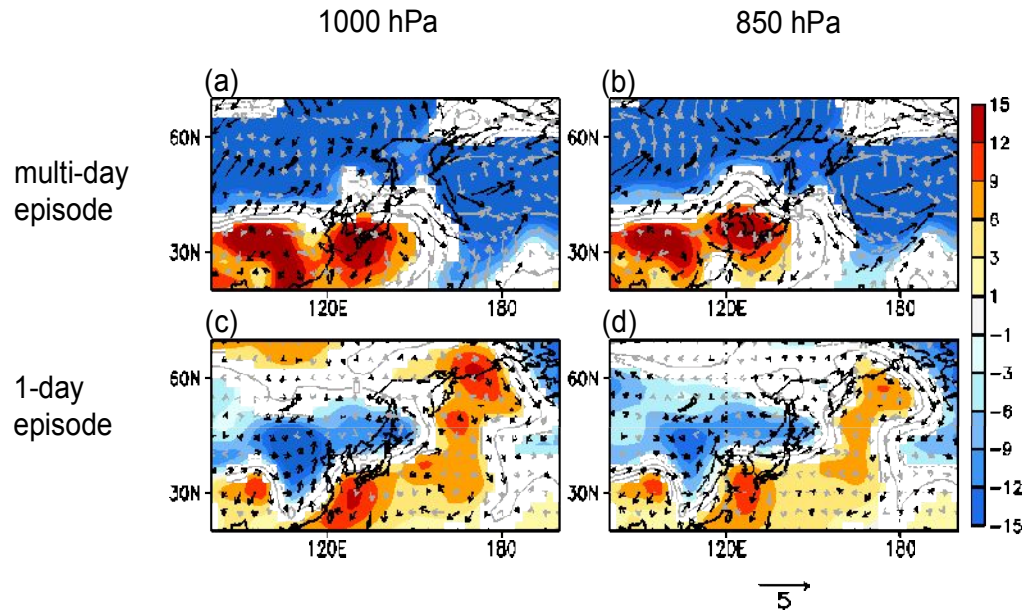 1000 hPa 850 hPa
(a) (b)
multi-day
episode
60N 60N
30N 30N
120E 180 120E 180
15
12
9
6
3
1
-1
-3
-6
-9
-12
-15
(c) (d)
1-day
episode
60N 60N
30N 30N
120E 180 120E 180
5